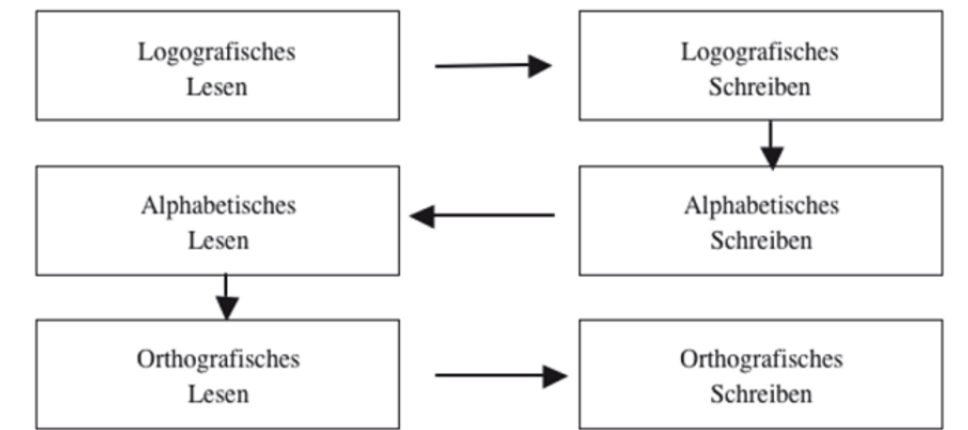 Logografisches
Lesen
Logografisches
Schreiben
Alphabetisches
Lesen
Alphabetisches
Schreiben
Orthografisches
Lesen
Orthografisches
Schreiben